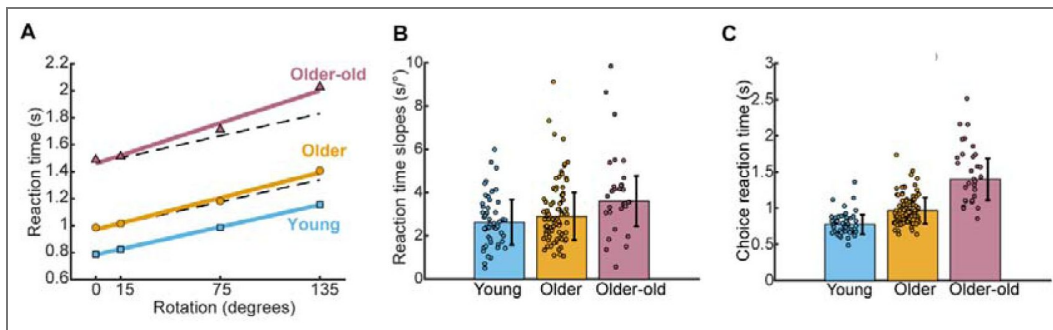 A
Reaction time (s)
2.2
2
1.8
1.6
1.4
1.2
1
0.8
0.6
Older-old
Older
Young
0 15 75 135
Rotation (degrees)
B
Reaction time slopes (s/°)
10
8
6
4
2
0
Young Older Older-old
C
Choice reaction time (s)
3
2.5
2
1.5
1
0.5
0
Young Older Older-old